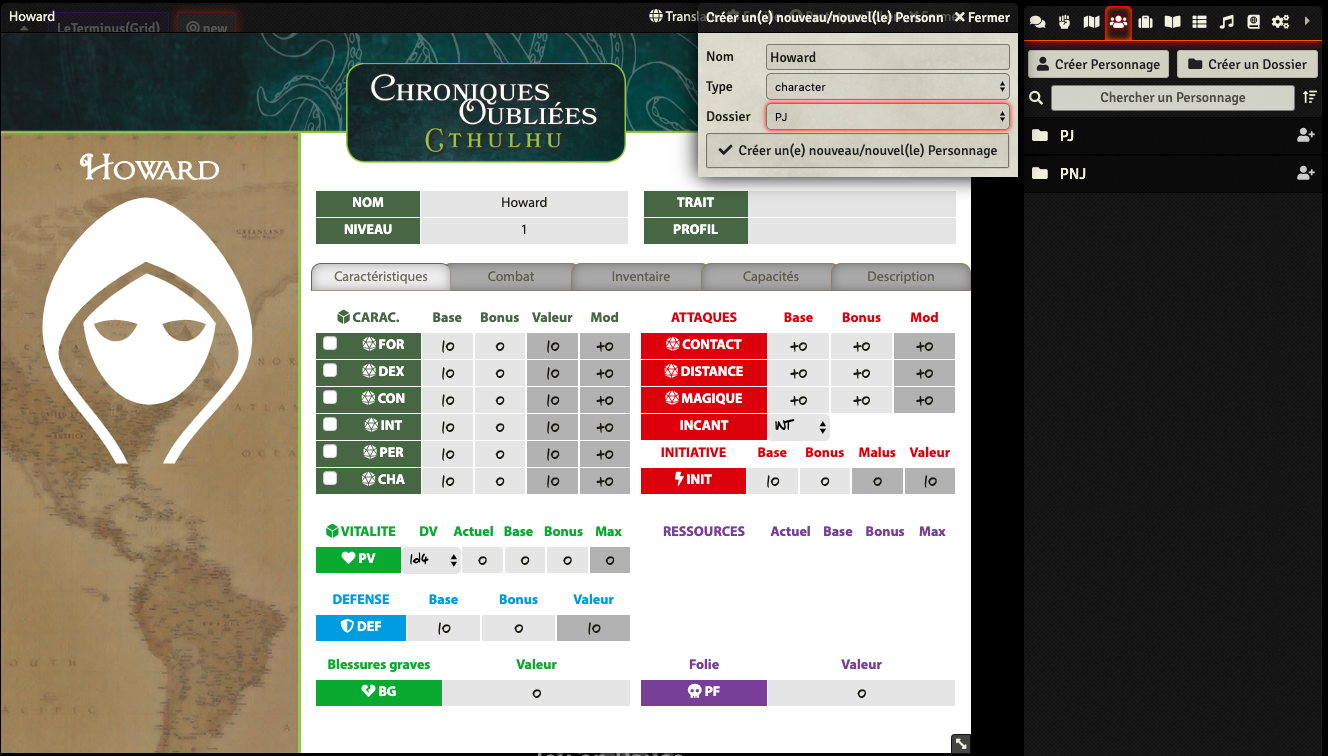 Howard
LeTerminus(Grid)
new
Translat
Créer un(e) nouveau/nouvel(le) Personn
Fermer
Nom
Howard
Type
character
Dossier
PJ
Créer un(e) nouveau/nouvel(le) Personnage
Créer Personnage
Créer un Dossier
Chercher un Personnage
PJ
PNJ
CHRONIQUES
OUBLIÉES
CTHULHU
HOWARD
NOM Howard TRAIT
NIVEAU 1 PROFIL
Caractéristiques Combat Inventaire Capacités Description
CARAC. Base Bonus Valeur Mod
FOR 10 0 10 +0
DEX 10 0 10 +0
CON 10 0 10 +0
INT 10 0 10 +0
PER 10 0 10 +0
CHA 10 0 10 +0
ATTAQUES Base Bonus Mod
CONTACT +0 +0 +0
DISTANCE +0 +0 +0
MAGIQUE +0 +0 +0
INCANT INT
INITIATIVE Base Bonus Malus Valeur
INIT 10 0 0 10
VITALITE DV Actuel Base Bonus Max
PV 1d4 0 0 0 0
RESSOURCES Actuel Base Bonus Max
DEFENSE Base Bonus Valeur
DEF 10 0 10
Blessures graves Valeur
BG 0
Folie Valeur
PF 0
GREENLAND